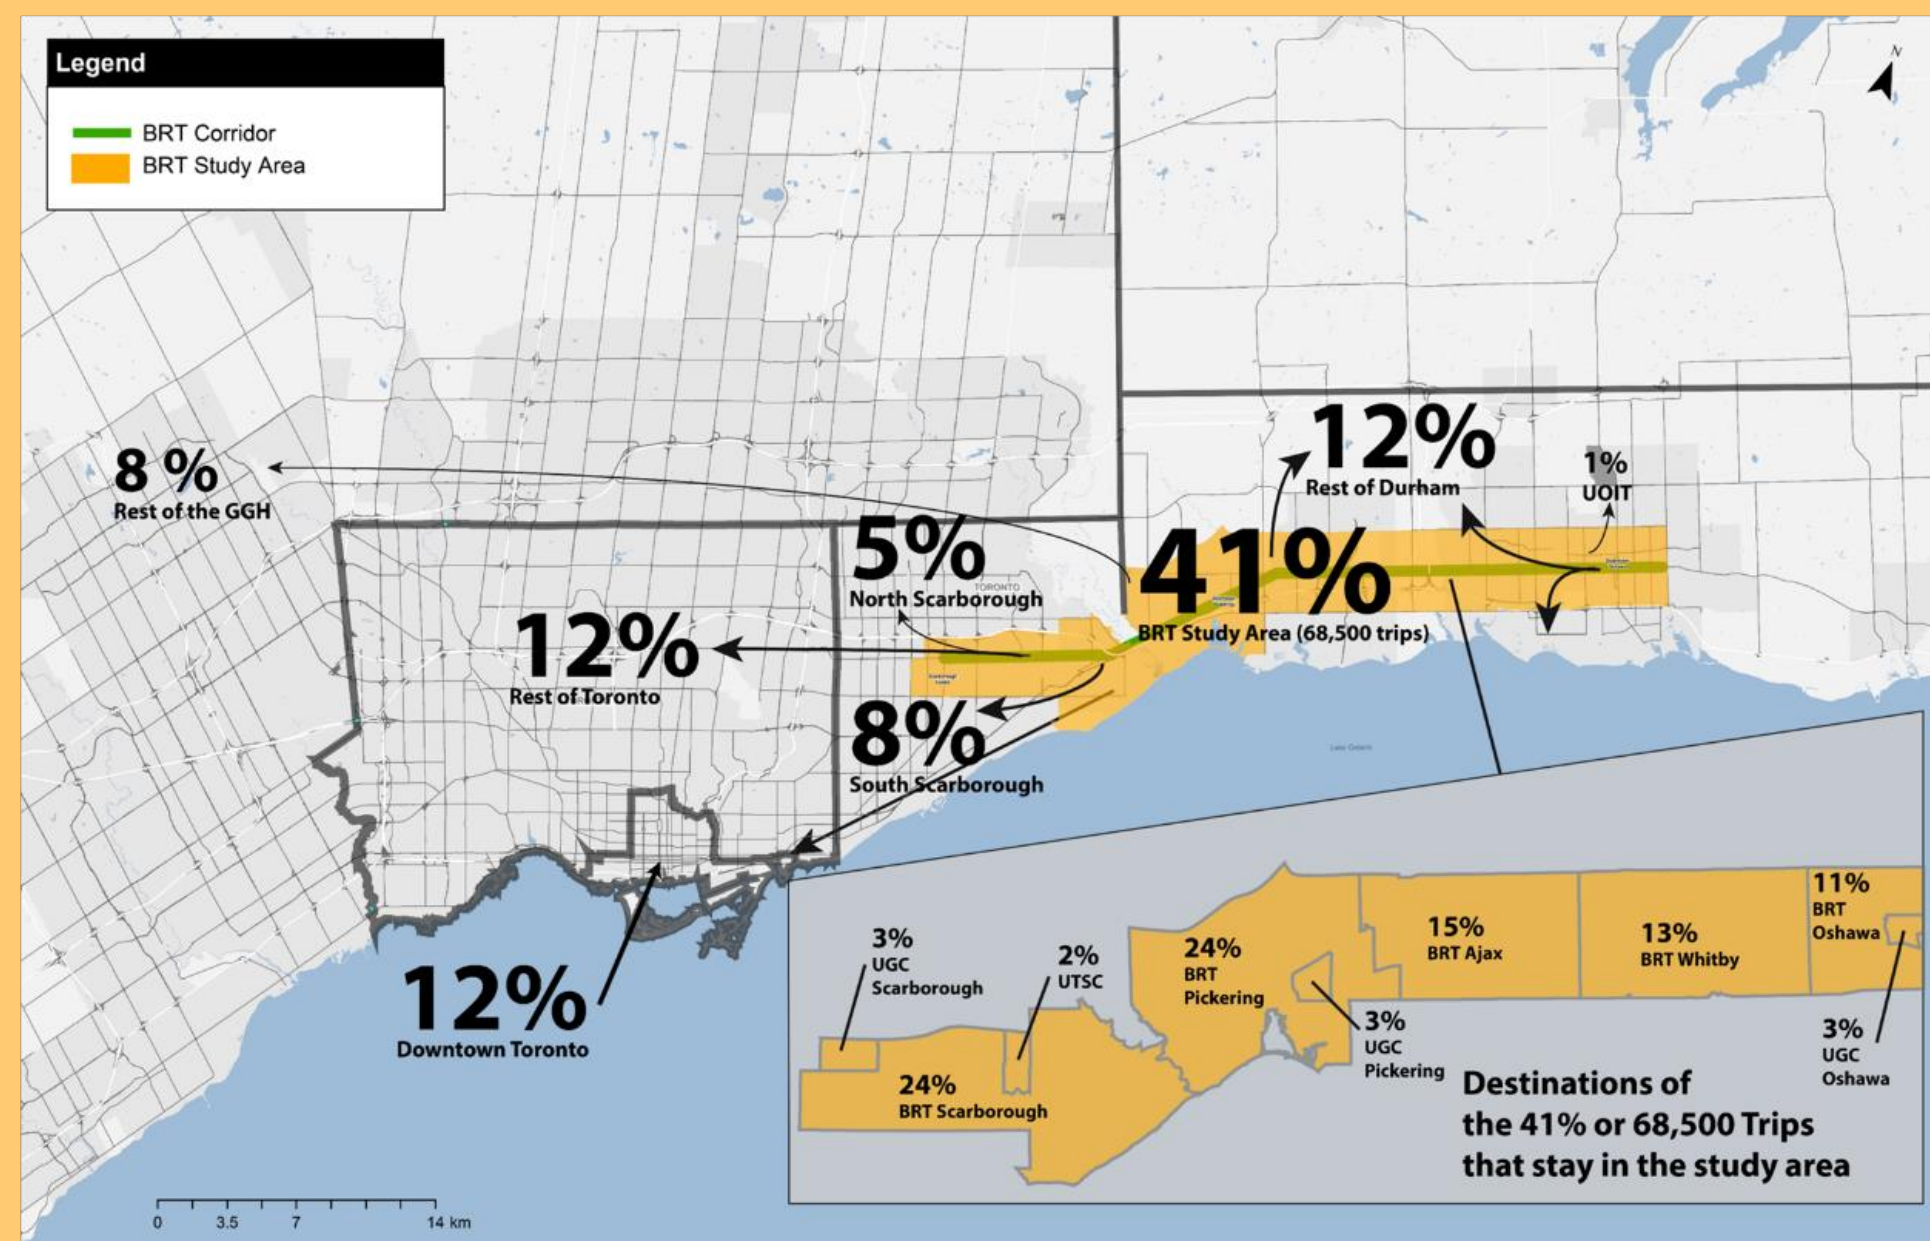 Legend
BRT Corridor
BRT Study Area
N
8 %
Rest of the GGH
12%
Rest of Toronto
5%
North Scarborough
TORONTO
8%
South Scarborough
12%
Downtown Toronto
41%
BRT Study Area (68,500 trips)
12%
Rest of Durham
1%
UOIT
Lake Ontario
3%
UGC
Scarborough
2%
UTSC
24%
BRT Scarborough
24%
BRT
Pickering
3%
UGC
Pickering
15%
BRT Ajax
13%
BRT Whitby
11%
BRT
Oshawa
3%
UGC
Oshawa
Destinations of
the 41% or 68,500 Trips
that stay in the study area
0 3.5 7 14 km